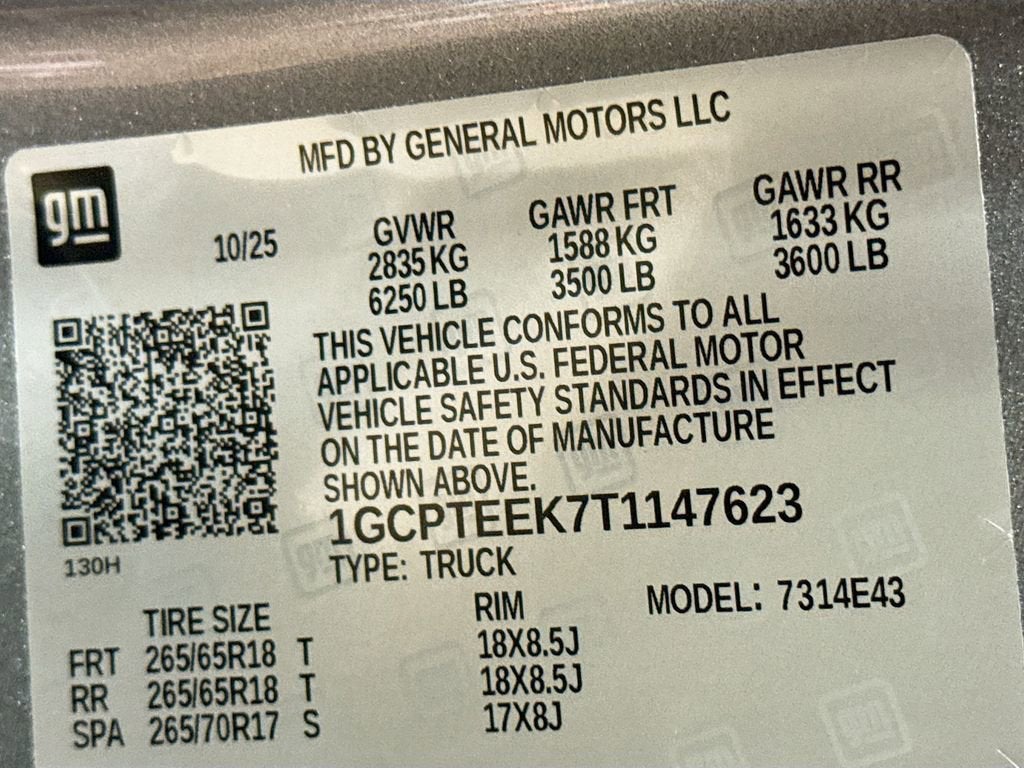 MFD BY GENERAL MOTORS LLC
gm
10/25
GVWR GAWR FRT GAWR RR
2835 KG 1588 KG 1633 KG
6250 LB 3500 LB 3600 LB
THIS VEHICLE CONFORMS TO ALL
APPLICABLE U.S. FEDERAL MOTOR
VEHICLE SAFETY STANDARDS IN EFFECT
ON THE DATE OF MANUFACTURE
SHOWN ABOVE.
1GCPTEEK7T1147623
130H
TYPE: TRUCK
MODEL: 7314E43
TIRE SIZE RIM
FRT 265/65R18 T 18X8.5J
RR 265/65R18 T 18X8.5J
SPA 265/70R17 S 17X8J